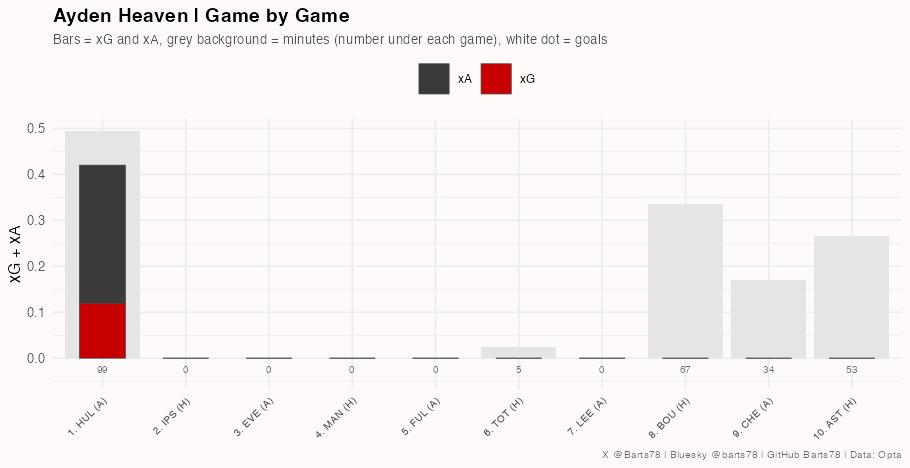 Ayden Heaven | Game by Game
Bars = xG and xA, grey background = minutes (number under each game), white dot = goals
xA xG
xG + xA
0.5
0.4
0.3
0.2
0.1
0.0
99 0 0 0 0 5 0 67 34 53
1. HUL (A)
2. IPS (H)
3. EVE (A)
4. MAN (H)
5. FUL (A)
6. TOT (H)
7. LEE (A)
8. BOU (H)
9. CHE (A)
10. AST (H)
X @Barts78 | Bluesky @barts78 | GitHub Barts78 | Data: Opta